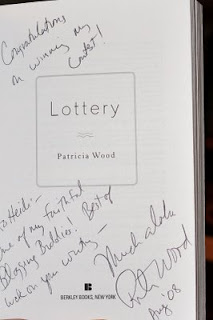 Congratulations
on winning my
Contest!
Lottery
Patricia Wood
To Heidi-
One of my faithful
Blogging Buddies! Best of
luck on your writing -
Much aloha
Wood
Aug '08
B
BERKLEY BOOKS, NEW YORK